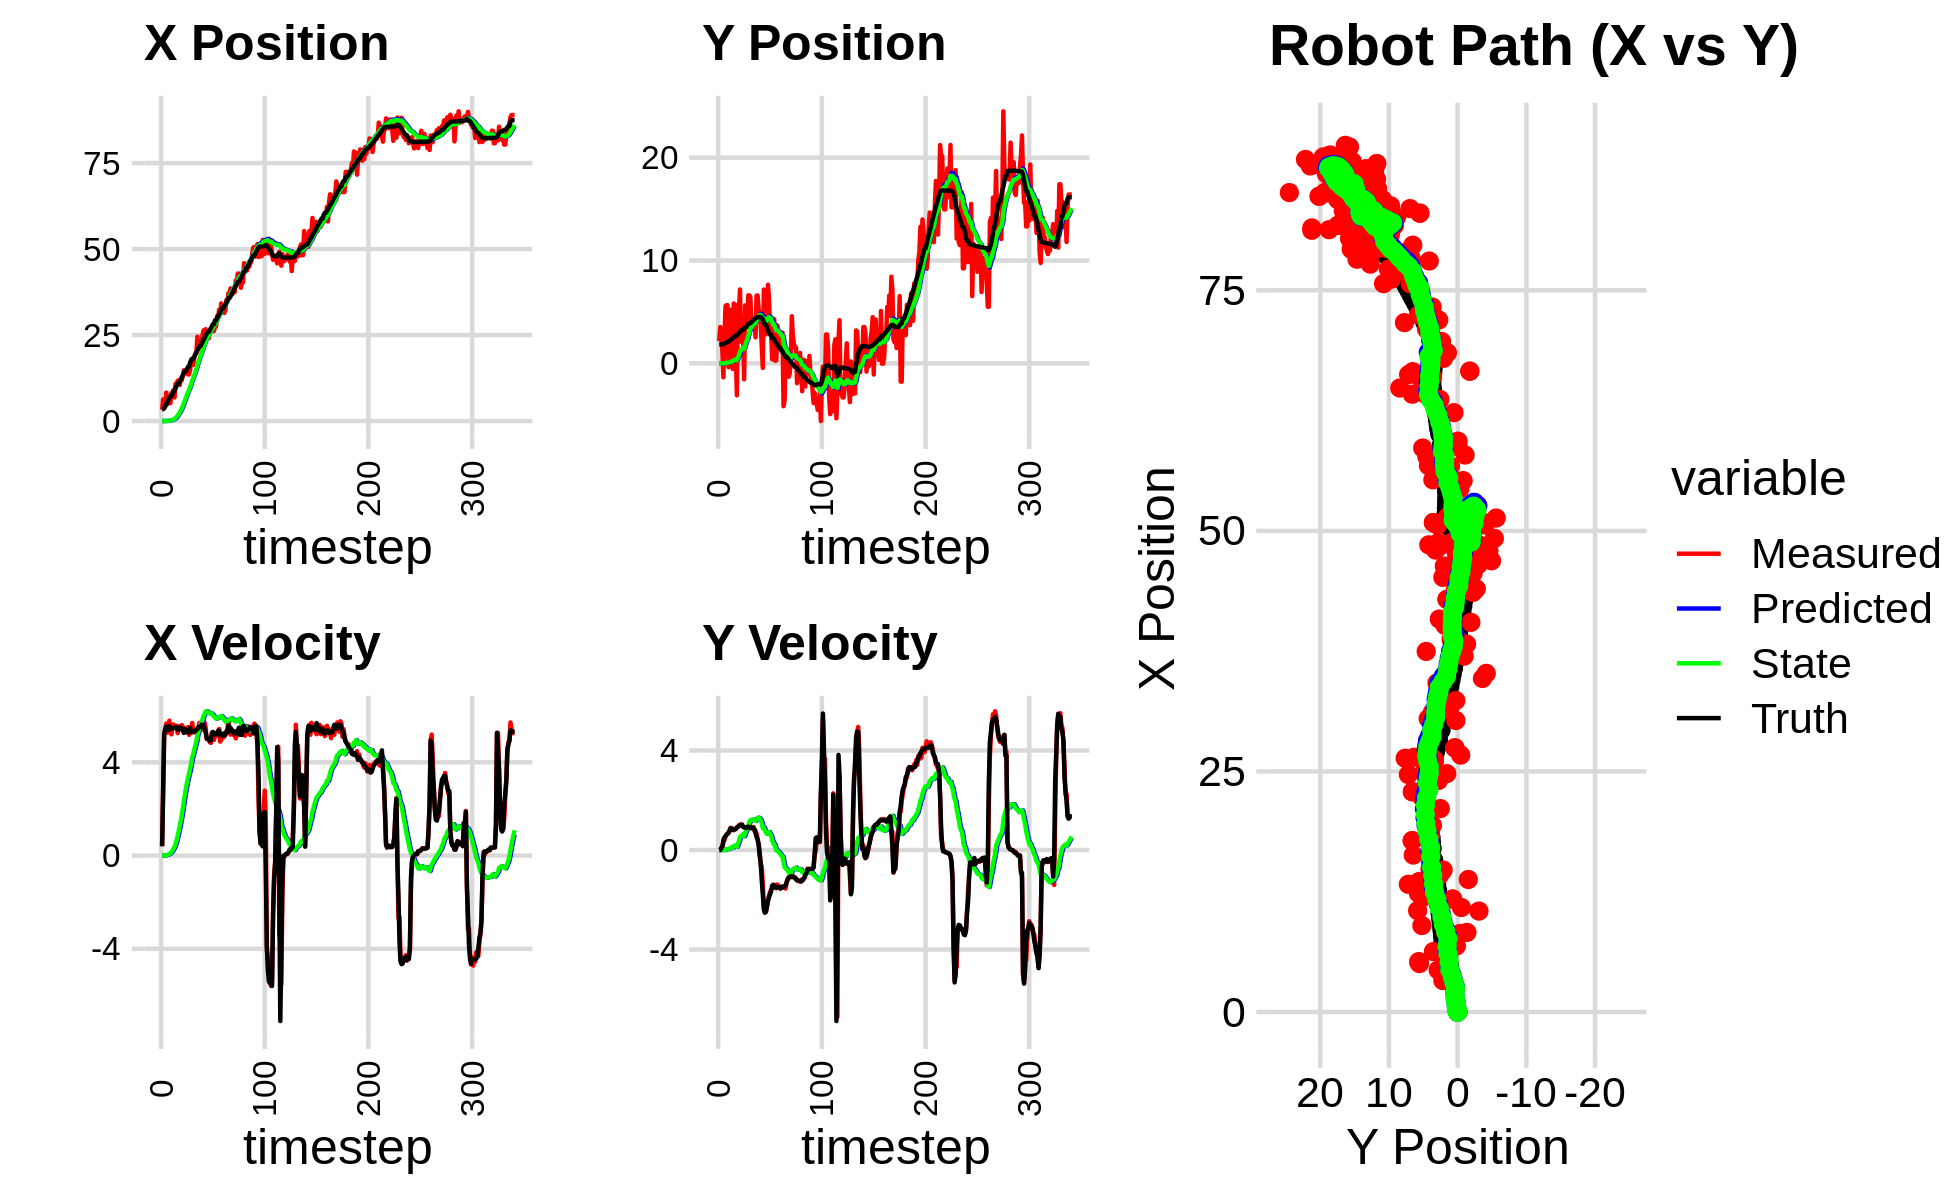 X Position
75
50
25
0
0
100
200
300
timestep
Y Position
20
10
0
0
100
200
300
timestep
X Velocity
4
0
-4
0
100
200
300
timestep
Y Velocity
4
0
-4
0
100
200
300
timestep
Robot Path (X vs Y)
X Position
75
50
25
0
20 10 0 -10 -20
Y Position
variable
Measured
Predicted
State
Truth